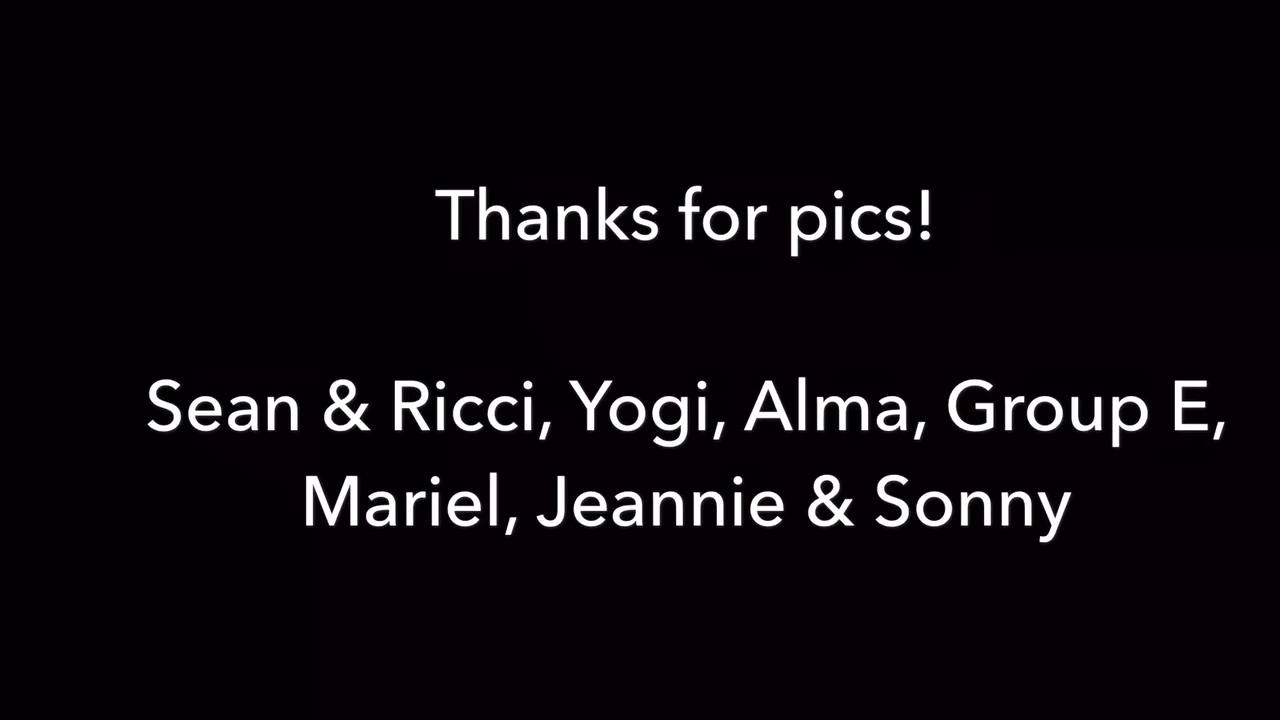 Thanks for pics!
Sean & Ricci, Yogi, Alma, Group E,
Mariel, Jeannie & Sonny